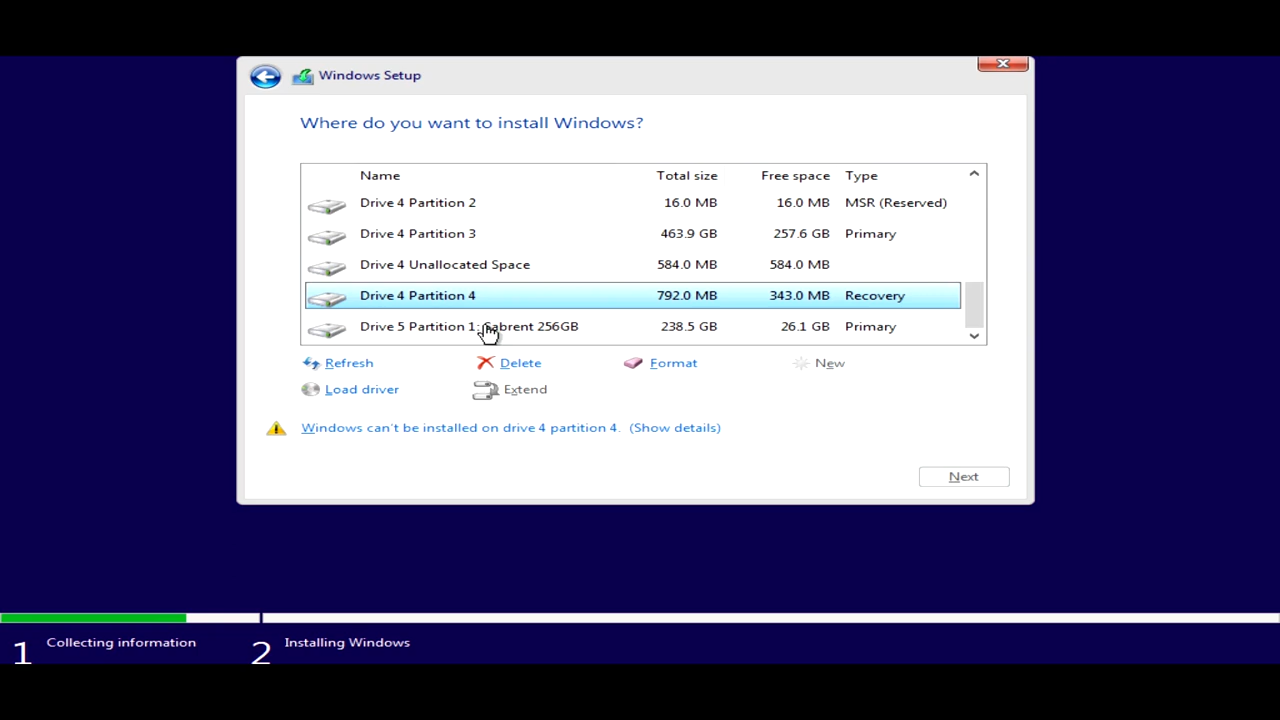 Windows Setup
Where do you want to install Windows?
Name Total size Free space Type
Drive 4 Partition 2 16.0 MB 16.0 MB MSR (Reserved)
Drive 4 Partition 3 463.9 GB 257.6 GB Primary
Drive 4 Unallocated Space 584.0 MB 584.0 MB
Drive 4 Partition 4 792.0 MB 343.0 MB Recovery
Drive 5 Partition 1: Sabrent 256GB 238.5 GB 26.1 GB Primary
Refresh Delete Format New
Load driver Extend
Windows can't be installed on drive 4 partition 4. (Show details)
Next
1 Collecting information 2 Installing Windows